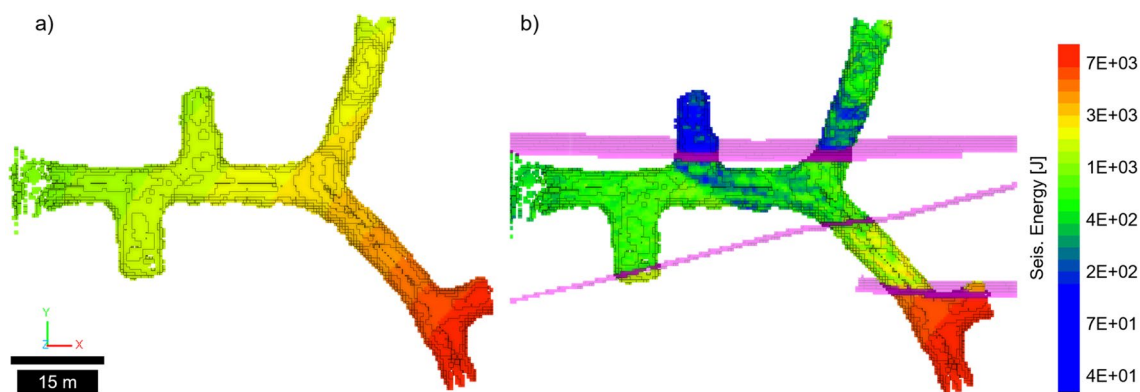 a)
b)
7E+03
3E+03
1E+03
4E+02
2E+02
7E+01
4E+01
Seis. Energy [J]
Y
Z
X
15 m